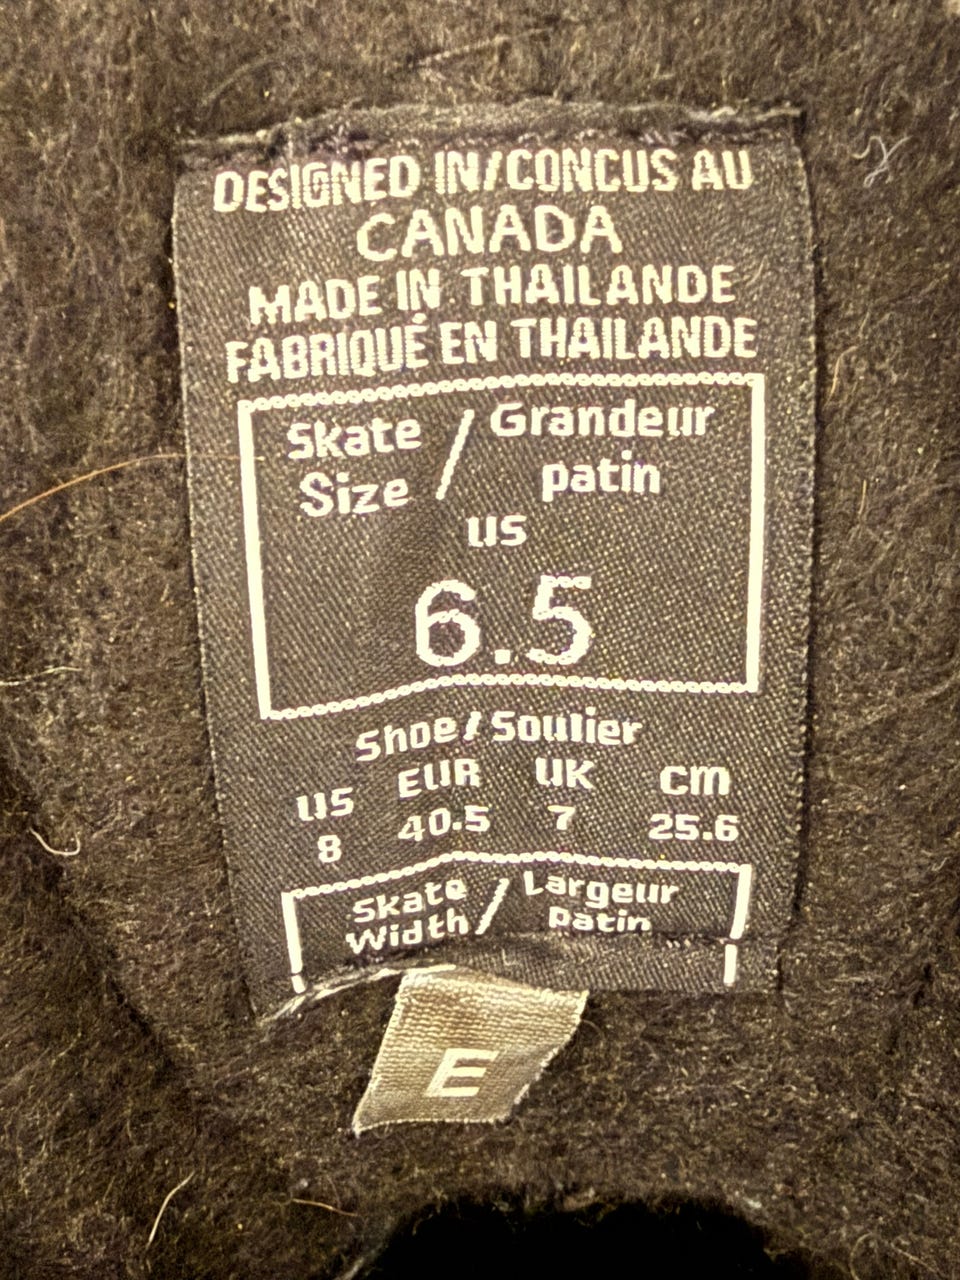 DESIGNED IN/CONCUS AU
CANADA
MADE IN THAILANDE
FABRIQUÉ EN THAILANDE
Skate / Grandeur
Size patin
US
6.5
Shoe / Soulier
US EUR UK cm
8 40.5 7 25.6
Skate / Largeur
Width patin
E